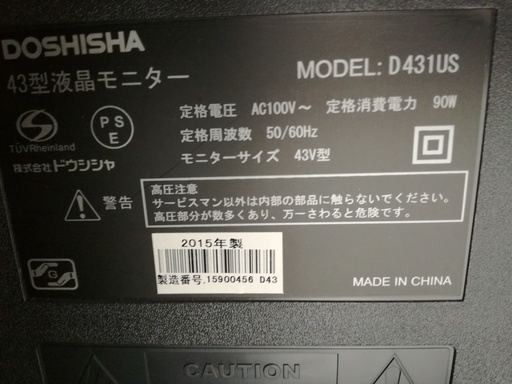 DOSHISHA
43型液晶モニター
MODEL: D431US
定格電圧 AC100V～ 定格消費電力 90W
定格周波数 50/60Hz
モニターサイズ 43V型
TÜVRheinland
PS
E
株式会社ドウシシャ
警告
高圧注意
サービスマン以外は内部の部品に触らないでください。
高圧部分が数多くあり、万一さわると危険です。
2015年製
製造番号.15900456 D43
G
MADE IN CHINA
CAUTION